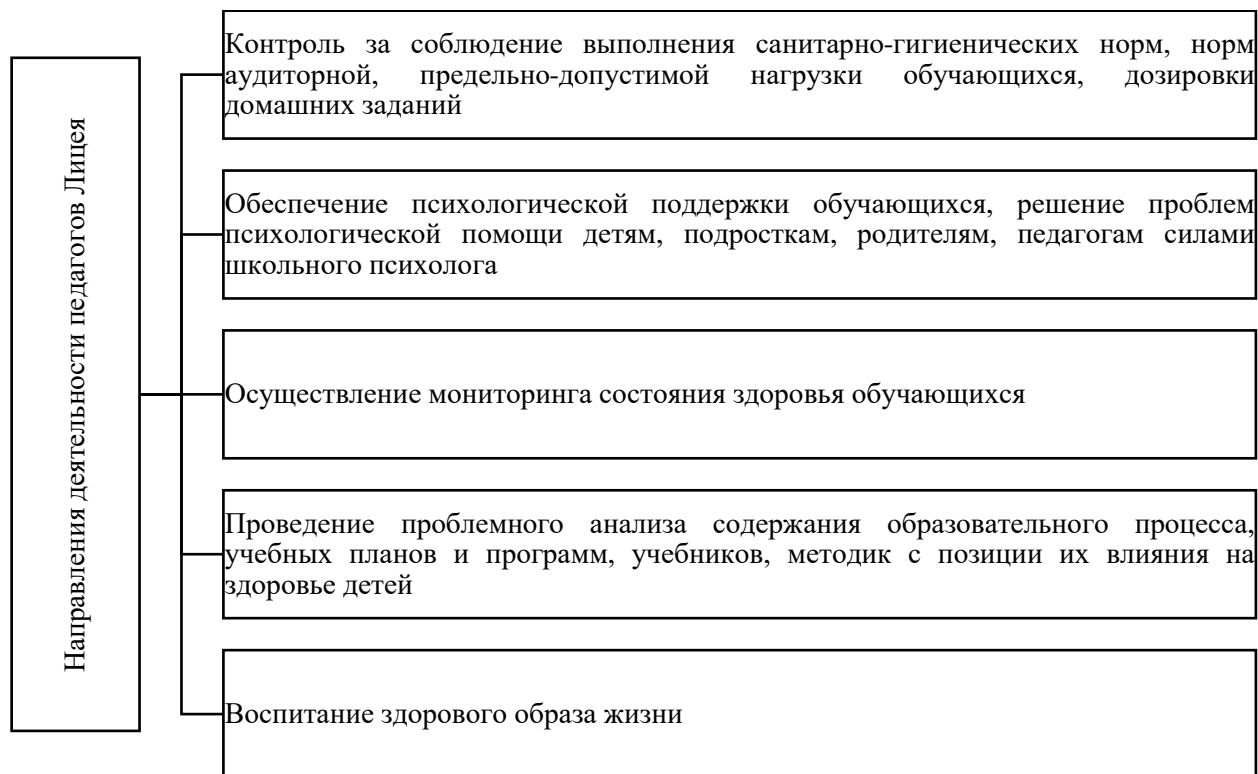 Направления деятельности педагогов Лицея
Контроль за соблюдение выполнения санитарно-гигиенических норм, норм
аудиторной, предельно-допустимой нагрузки обучающихся, дозировки
домашних заданий
Обеспечение психологической поддержки обучающихся, решение проблем
психологической помощи детям, подросткам, родителям, педагогам силами
школьного психолога
Осуществление мониторинга состояния здоровья обучающихся
Проведение проблемного анализа содержания образовательного процесса,
учебных планов и программ, учебников, методик с позиции их влияния на
здоровье детей
Воспитание здорового образа жизни